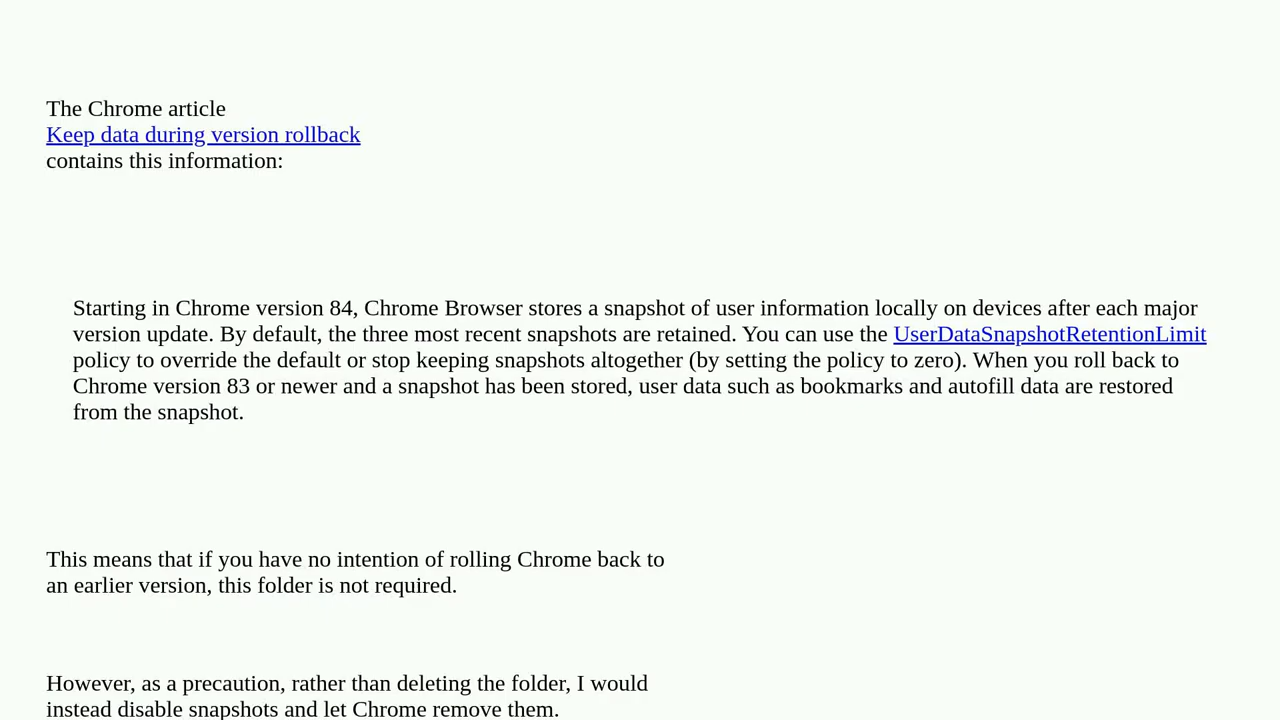 The Chrome article
Keep data during version rollback
contains this information:
Starting in Chrome version 84, Chrome Browser stores a snapshot of user information locally on devices after each major
version update. By default, the three most recent snapshots are retained. You can use the UserDataSnapshotRetentionLimit
policy to override the default or stop keeping snapshots altogether (by setting the policy to zero). When you roll back to
Chrome version 83 or newer and a snapshot has been stored, user data such as bookmarks and autofill data are restored
from the snapshot.
This means that if you have no intention of rolling Chrome back to
an earlier version, this folder is not required.
However, as a precaution, rather than deleting the folder, I would
instead disable snapshots and let Chrome remove them.